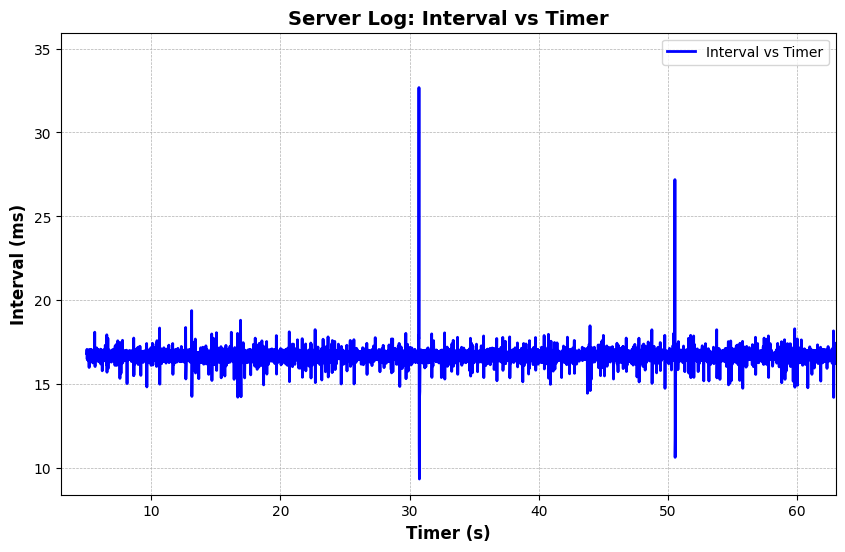 Server Log: Interval vs Timer
Interval vs Timer
Interval (ms)
35
30
25
20
15
10
10 20 30 40 50 60
Timer (s)